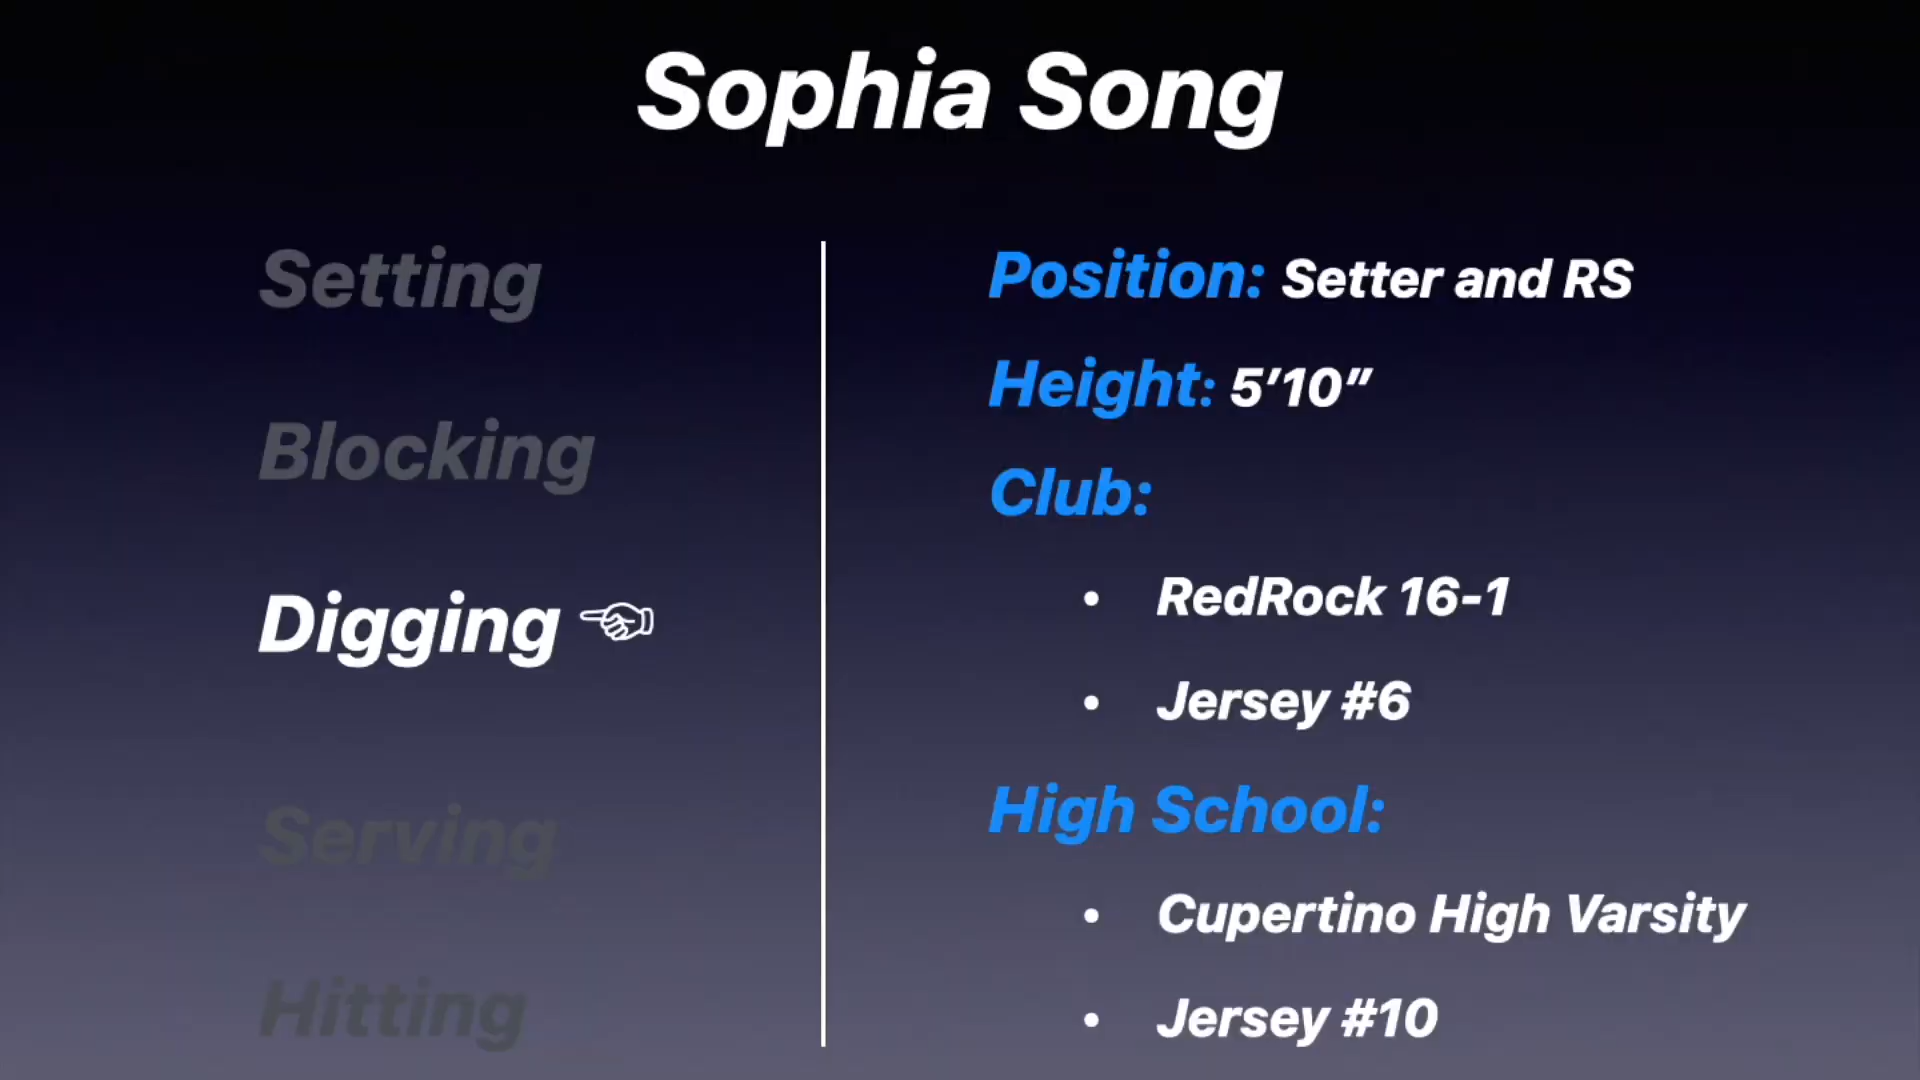 Sophia Song
Setting
Blocking
Digging ☜
Serving
Hitting
Position: Setter and RS
Height: 5’10”
Club:
• RedRock 16-1
• Jersey #6
High School:
• Cupertino High Varsity
• Jersey #10